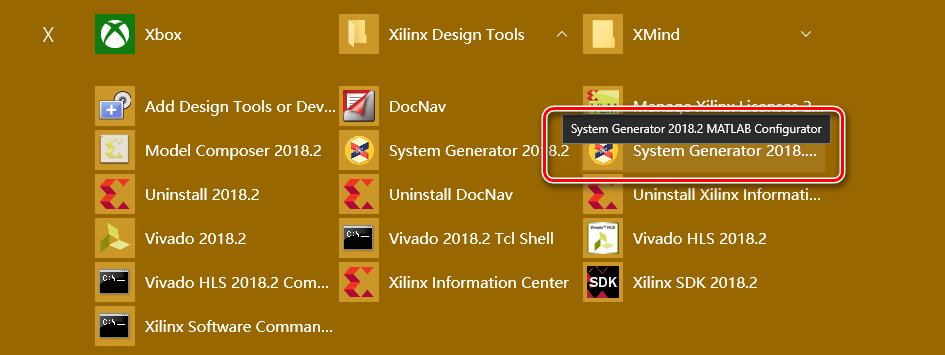 X
Xbox
Xilinx Design Tools
XMind
Add Design Tools or Dev...
DocNav
Manage Xilinx Licenses 2...
System Generator 2018.2 MATLAB Configurator
Model Composer 2018.2
System Generator 2018.2
System Generator 2018....
Uninstall 2018.2
Uninstall DocNav
Uninstall Xilinx Informati...
Vivado 2018.2
Vivado 2018.2 Tcl Shell
Vivado HLS 2018.2
Vivado HLS 2018.2 Com...
Xilinx Information Center
SDK
Xilinx SDK 2018.2
Xilinx Software Comman...